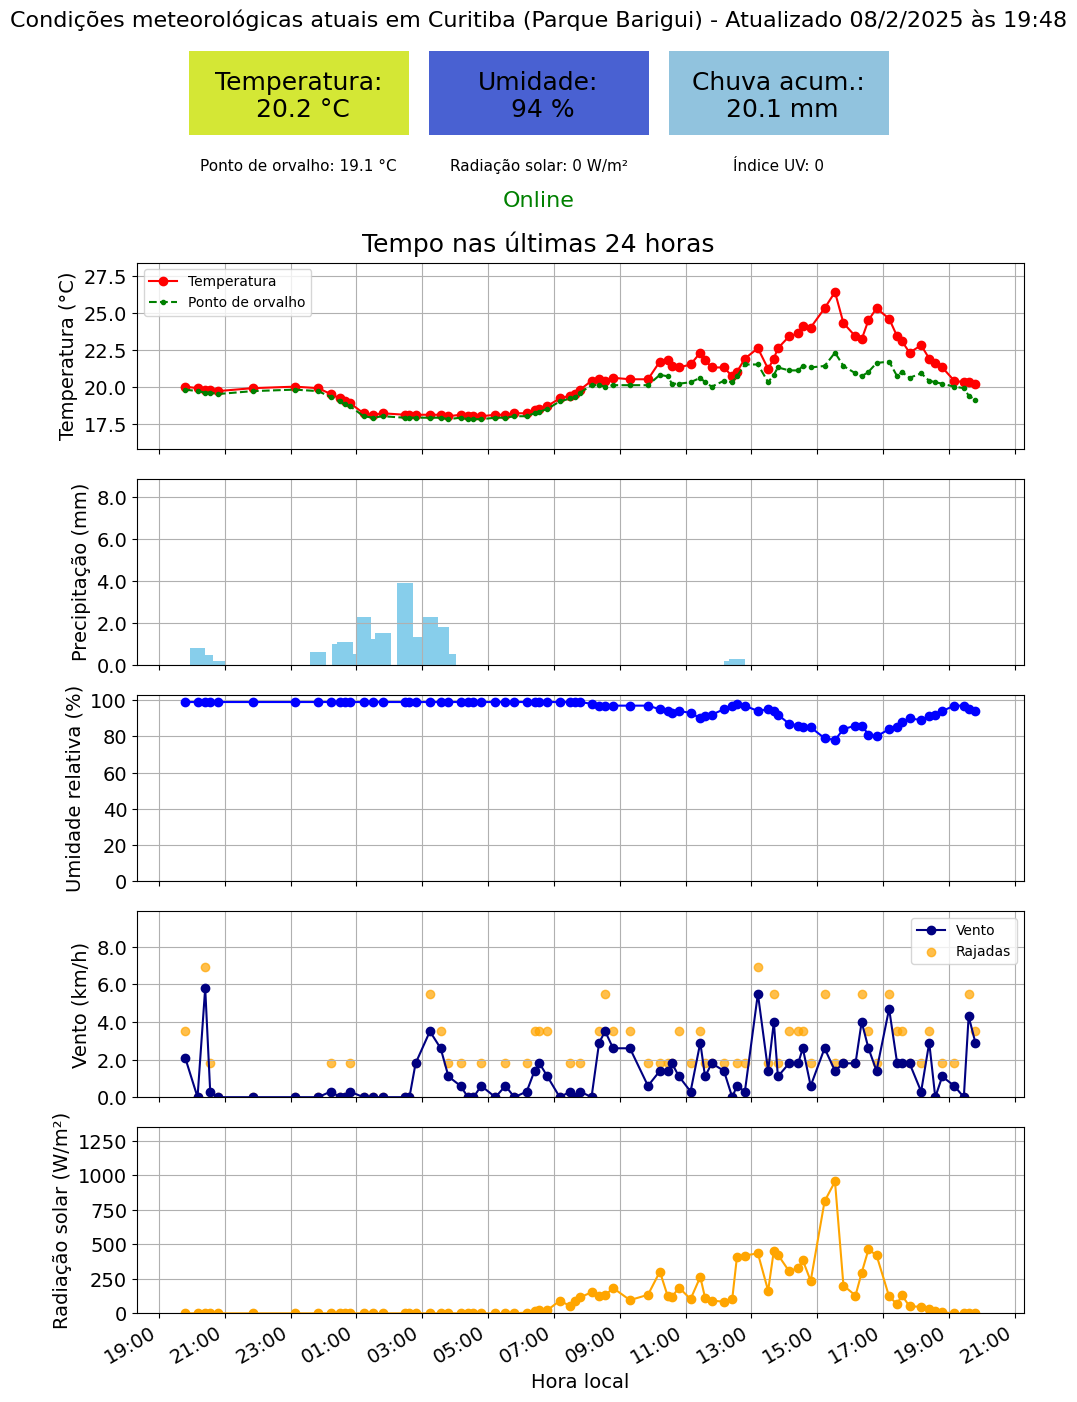 Condições meteorológicas atuais em Curitiba (Parque Barigui) - Atualizado 08/2/2025 às 19:48
Temperatura:
20.2 °C
Umidade:
94 %
Chuva acum.:
20.1 mm
Ponto de orvalho: 19.1 °C
Radiação solar: 0 W/m²
Índice UV: 0
Online
Tempo nas últimas 24 horas
Temperatura (°C)
27.5
25.0
22.5
20.0
17.5
Temperatura
Ponto de orvalho
Precipitação (mm)
8.0
6.0
4.0
2.0
0.0
Umidade relativa (%)
100
80
60
40
20
0
Vento (km/h)
8.0
6.0
4.0
2.0
0.0
Vento
Rajadas
Radiação solar (W/m²)
1250
1000
750
500
250
0
19:00
21:00
23:00
01:00
03:00
05:00
07:00
09:00
11:00
13:00
15:00
17:00
19:00
21:00
Hora local